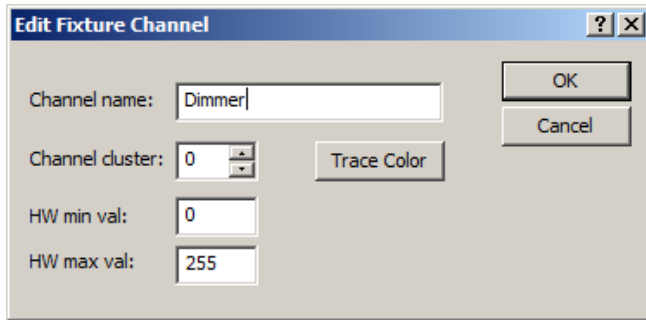 Edit Fixture Channel
? X
OK
Channel name: Dimmer
Cancel
Channel cluster: 0 Trace Color
HW min val: 0
HW max val: 255